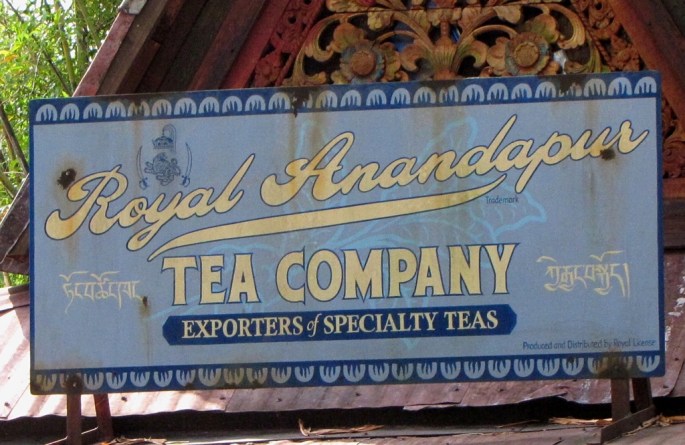 Royal Anandapur
Trademark
TEA COMPANY
EXPORTERS of SPECIALTY TEAS
Produced and Distributed by Royal License